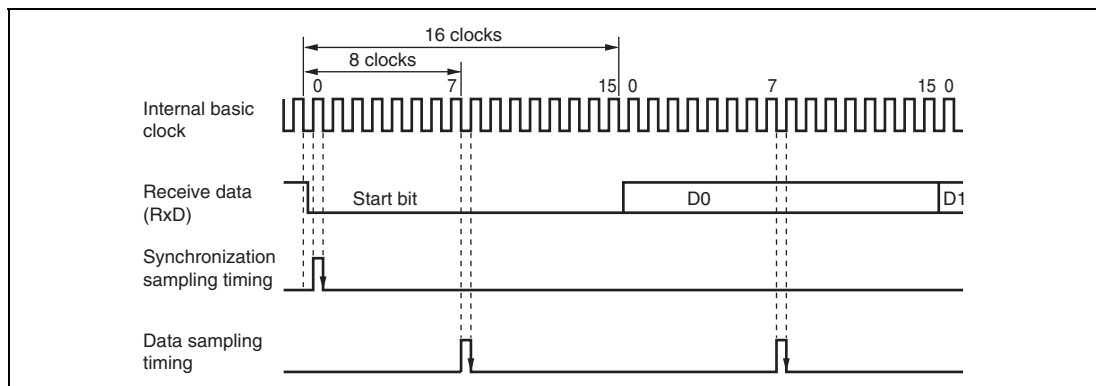 16 clocks
8 clocks
0 7 15 0 7 15 0
Internal basic
clock
Receive data
(RxD)
Start bit D0 D1
Synchronization
sampling timing
Data sampling
timing